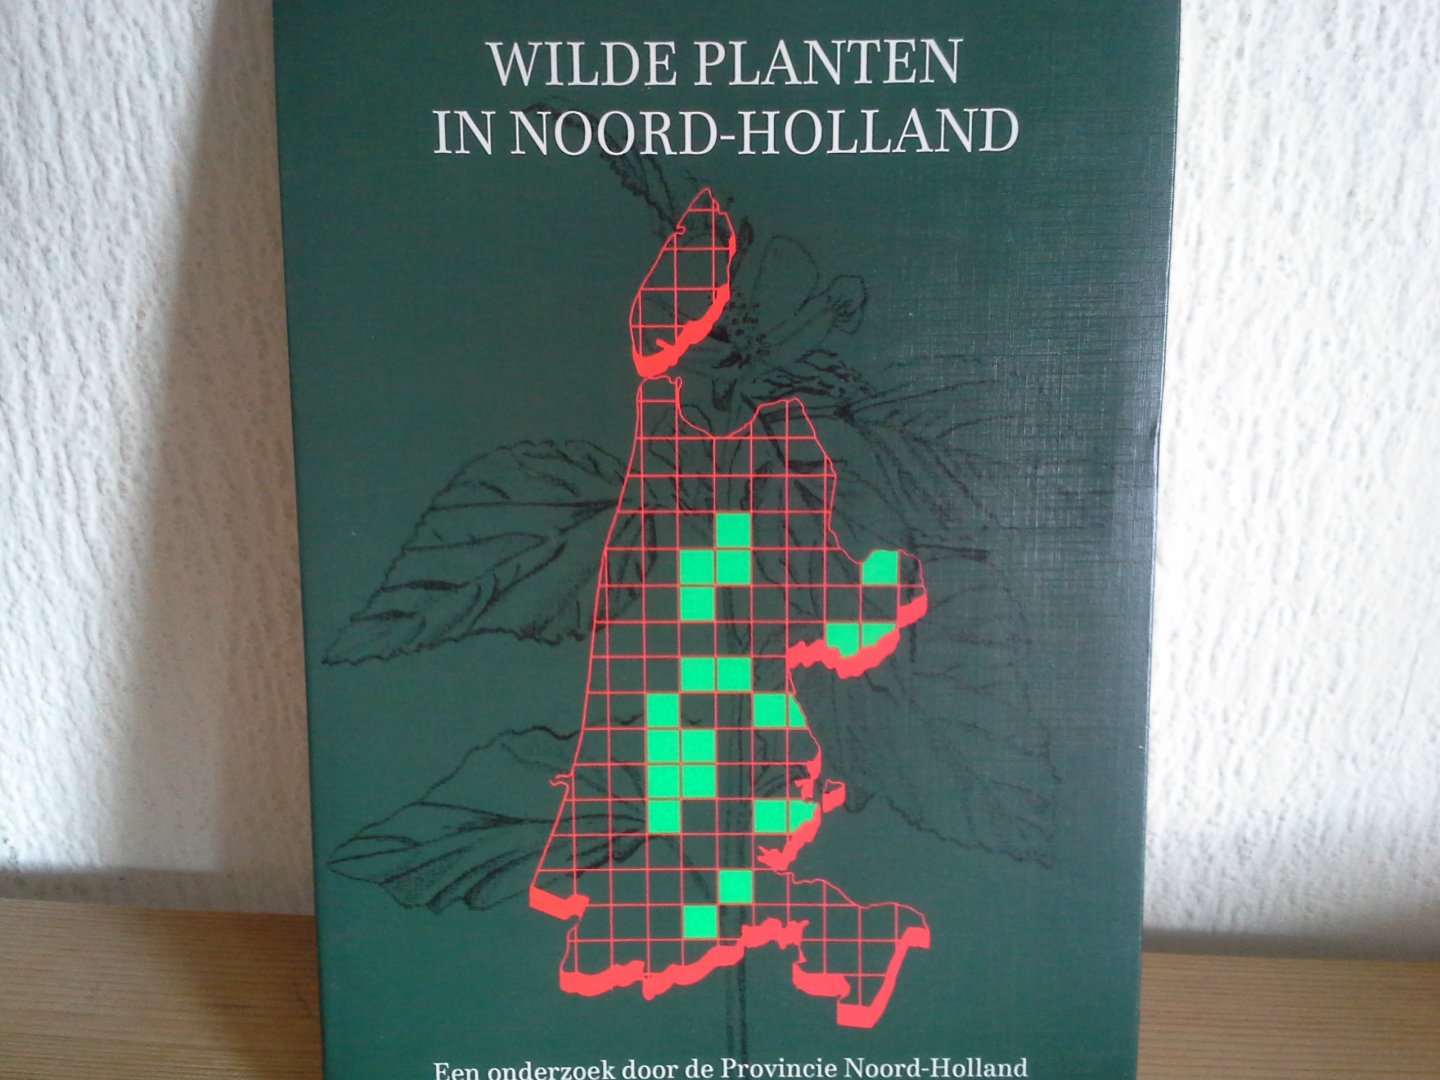 WILDE PLANTEN
IN NOORD-HOLLAND
Een onderzoek door de Provincie Noord-Holland